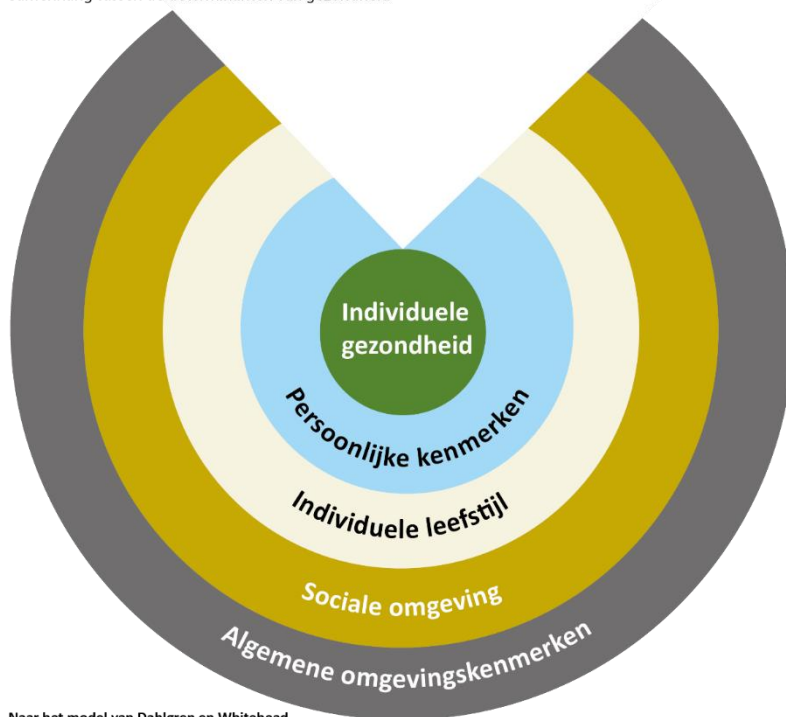 Individuele
gezondheid
Persoonlijke kenmerken
Individuele leefstijl
Sociale omgeving
Algemene omgevingskenmerken
Naar het model van Dahlgren en Whitehead